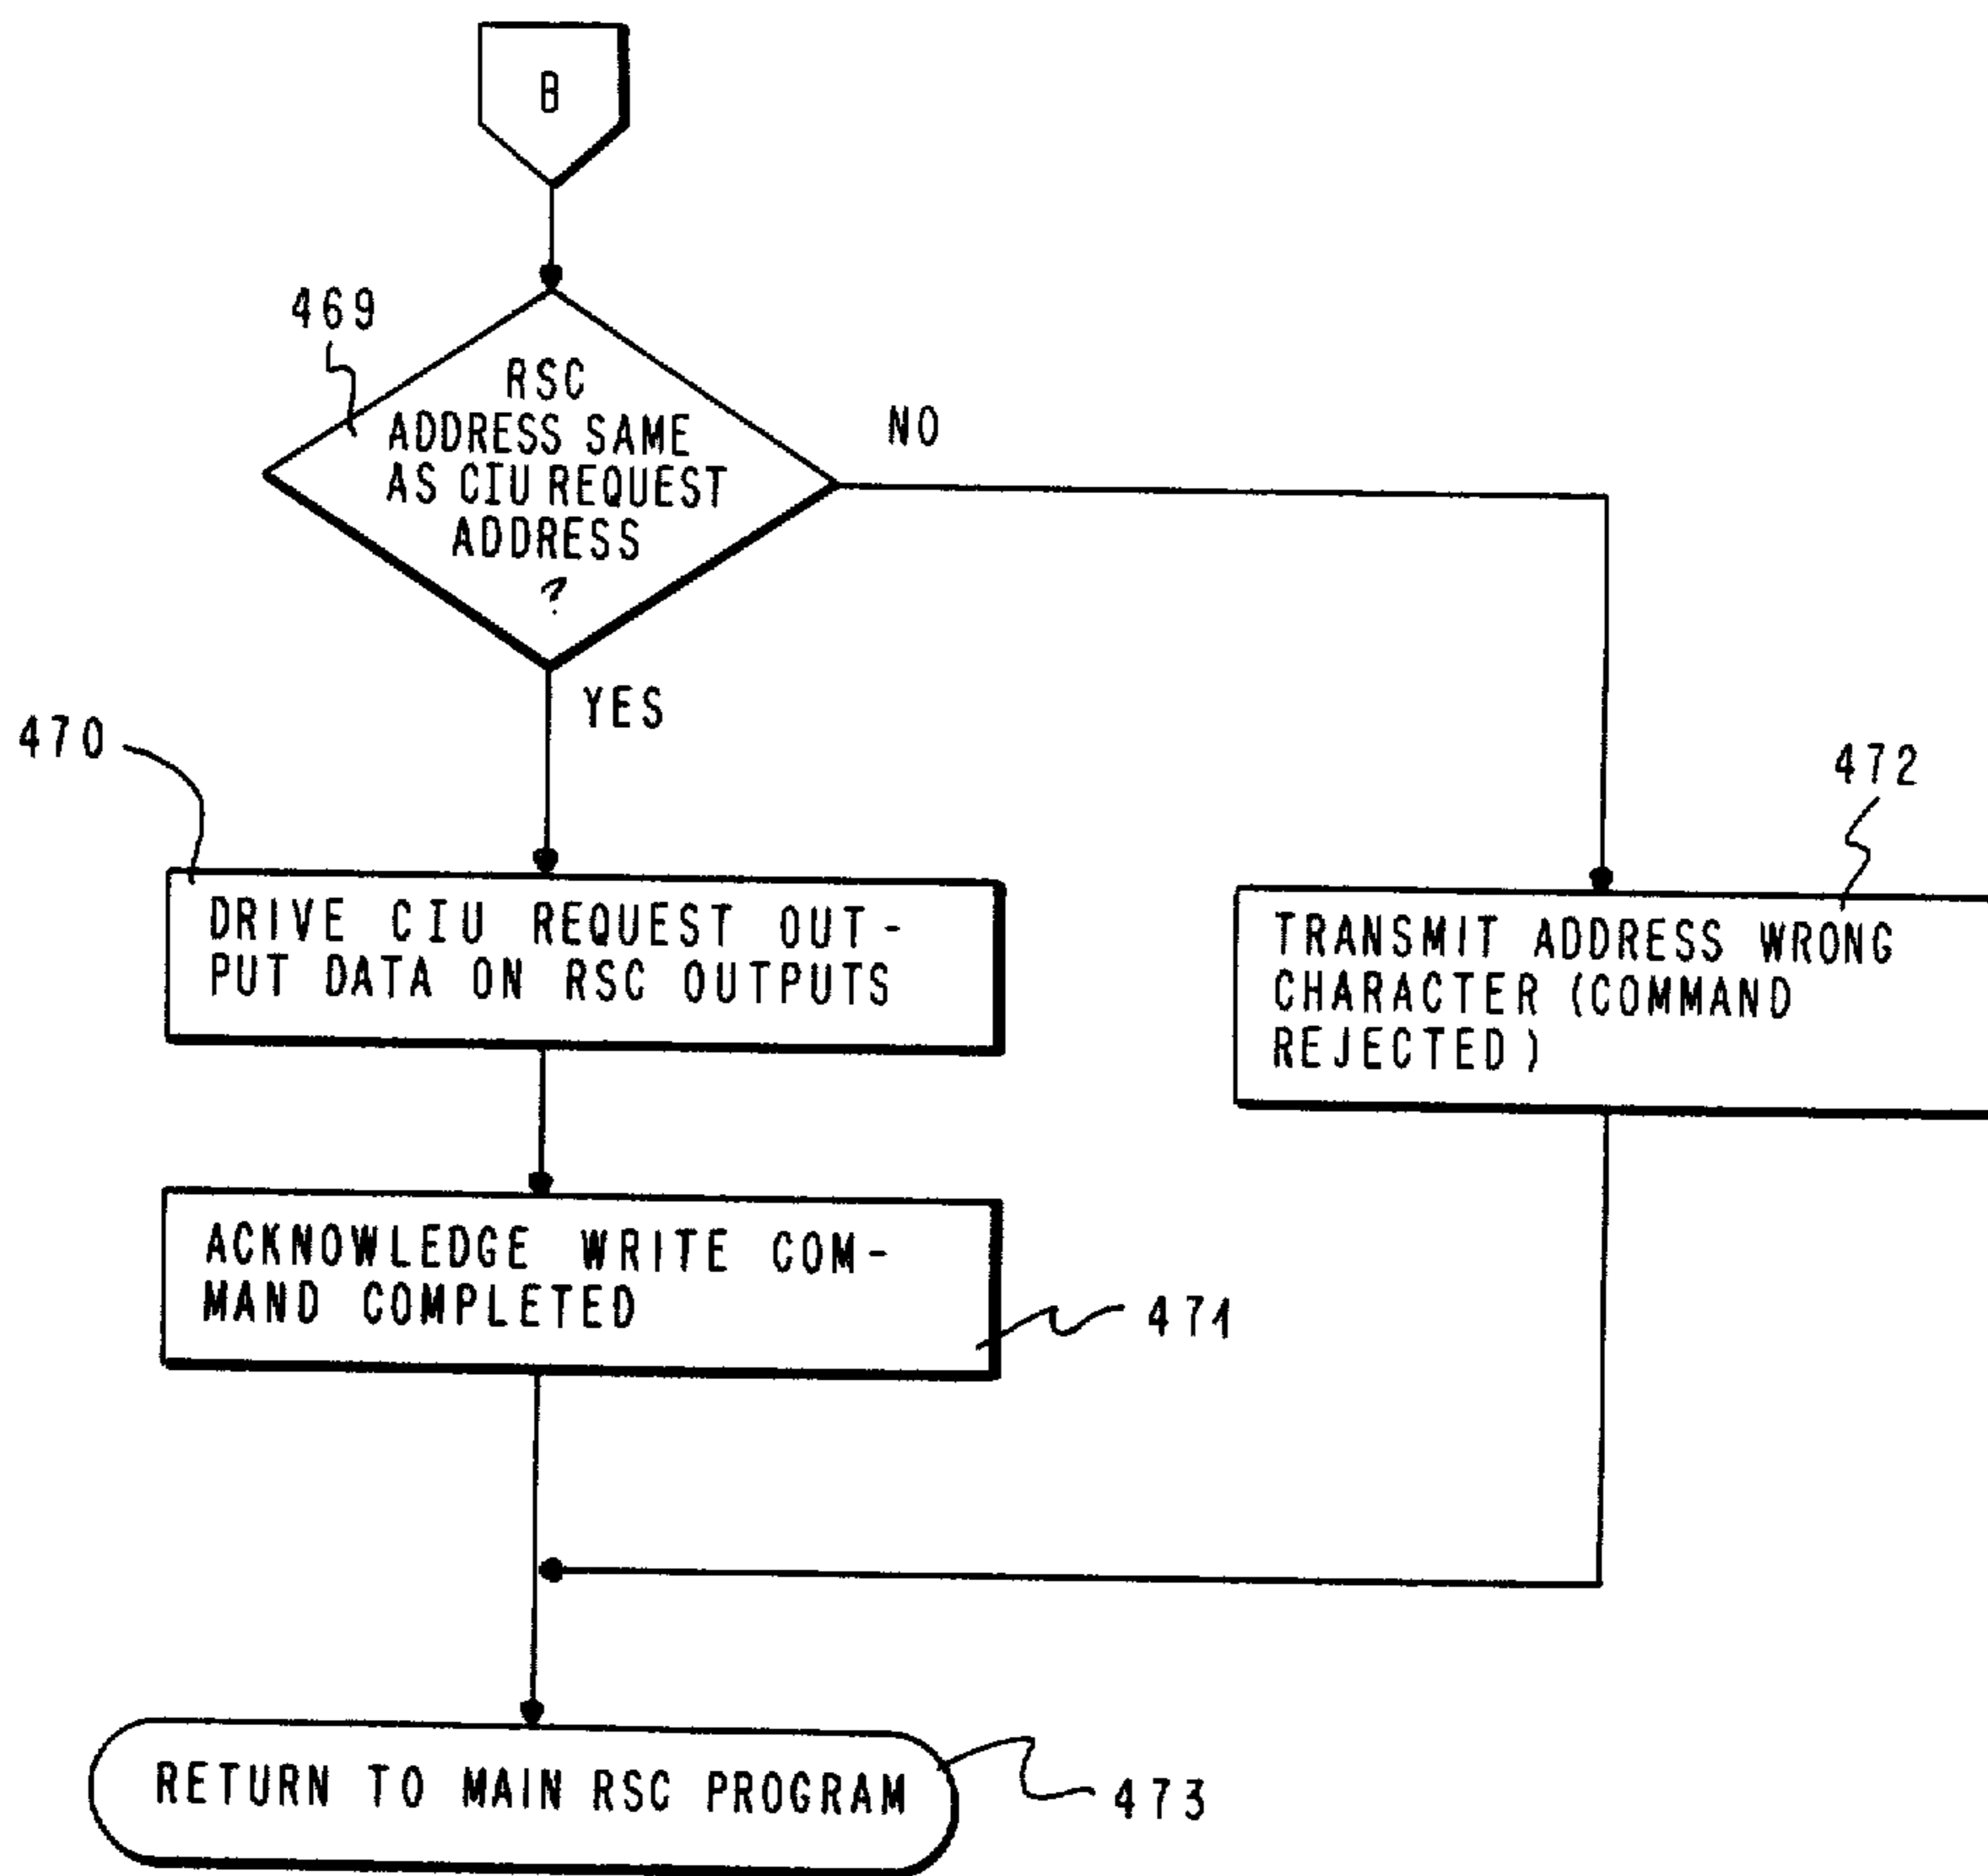 B
469
RSC
ADDRESS SAME
AS CIU REQUEST
ADDRESS
?
NO
YES
470
DRIVE CIU REQUEST OUT-
PUT DATA ON RSC OUTPUTS
472
TRANSMIT ADDRESS WRONG
CHARACTER (COMMAND
REJECTED)
ACKNOWLEDGE WRITE COM-
MAND COMPLETED
471
RETURN TO MAIN RSC PROGRAM
473